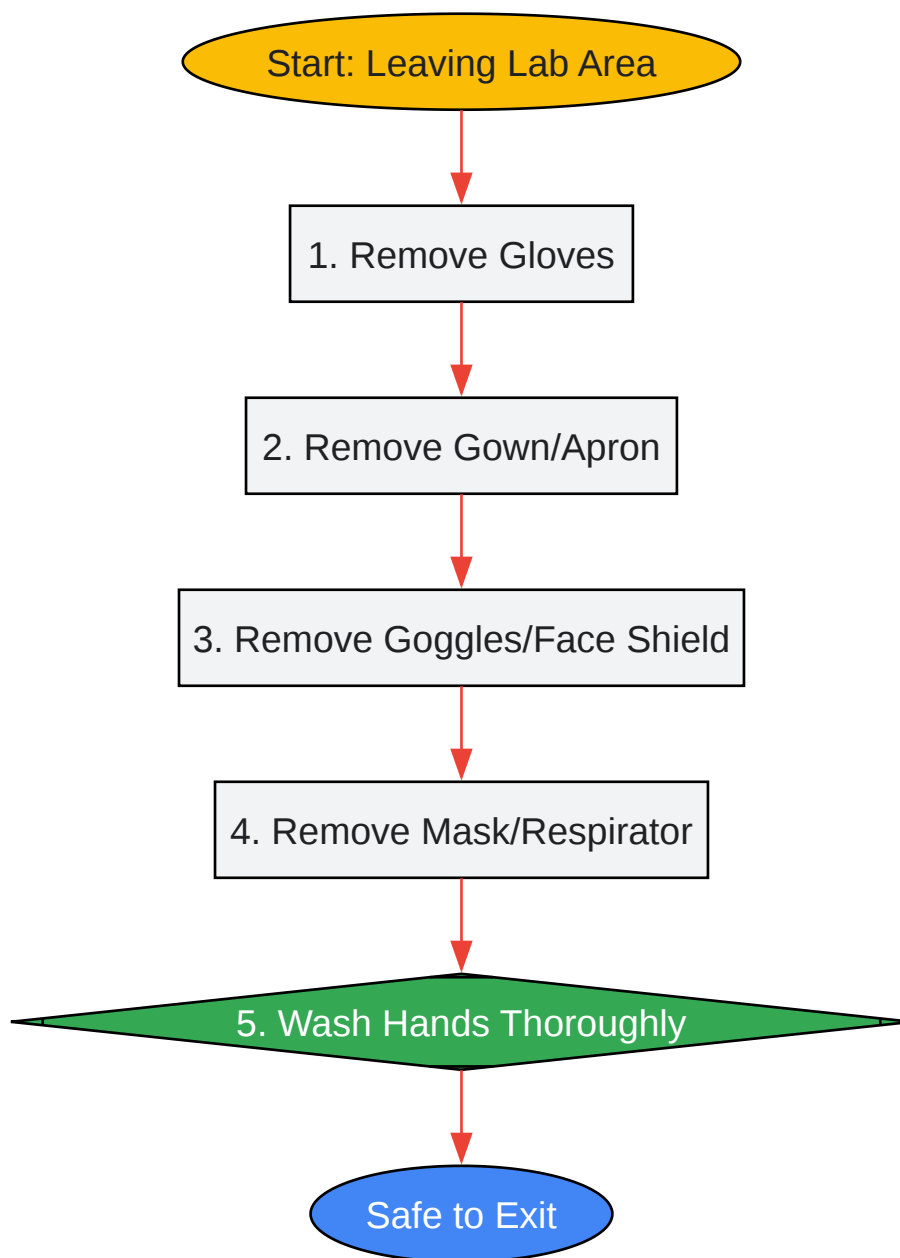 Start: Leaving Lab Area
1. Remove Gloves
2. Remove Gown/Apron
3. Remove Goggles/Face Shield
4. Remove Mask/Respirator
5. Wash Hands Thoroughly
Safe to Exit